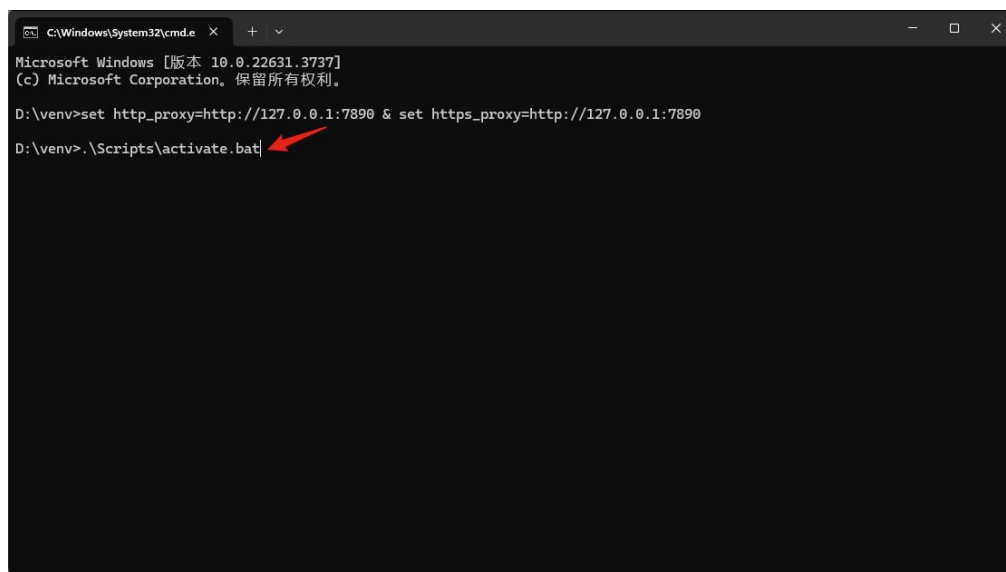 C:\Windows\System32\cmd.e
Microsoft Windows [版本 10.0.22631.3737]
(c) Microsoft Corporation。保留所有权利。
D:\venv>set http_proxy=http://127.0.0.1:7890 & set https_proxy=http://127.0.0.1:7890
D:\venv>.\Scripts\activate.bat